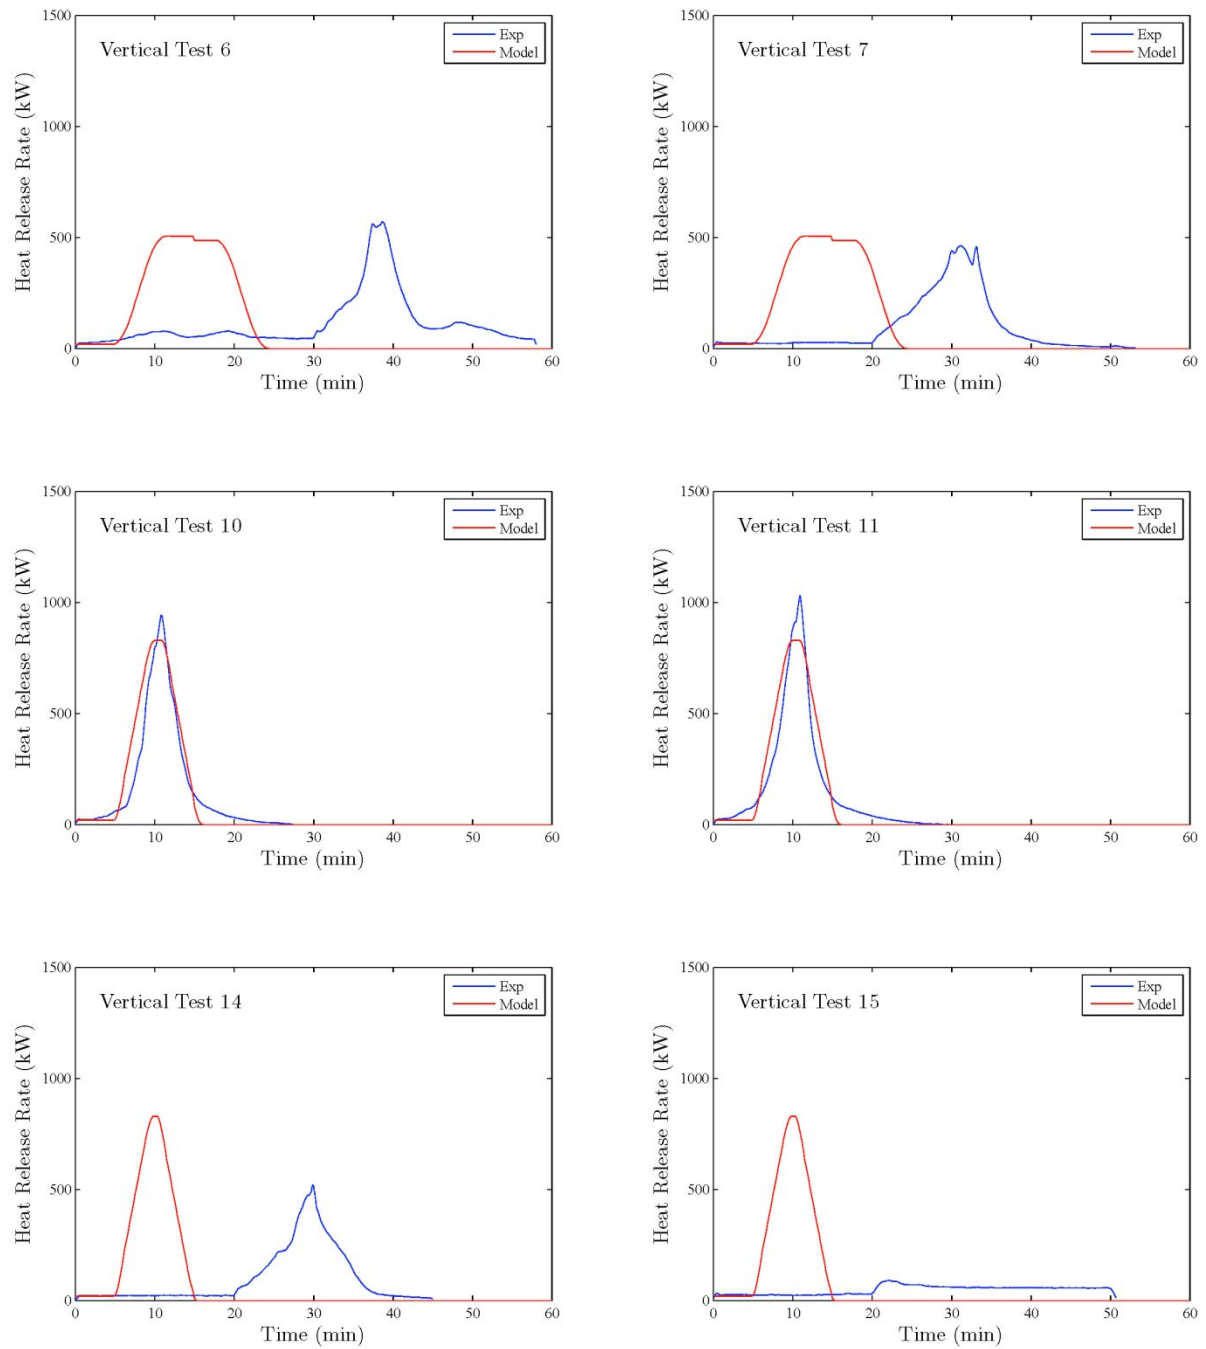 Vertical Test 6
Exp
Model
Heat Release Rate (kW)
1500
1000
500
0
0 10 20 30 40 50 60
Time (min)
Vertical Test 7
Exp
Model
Heat Release Rate (kW)
1500
1000
500
0
0 10 20 30 40 50 60
Time (min)
Vertical Test 10
Exp
Model
Heat Release Rate (kW)
1500
1000
500
0
0 10 20 30 40 50 60
Time (min)
Vertical Test 11
Exp
Model
Heat Release Rate (kW)
1500
1000
500
0
0 10 20 30 40 50 60
Time (min)
Vertical Test 14
Exp
Model
Heat Release Rate (kW)
1500
1000
500
0
0 10 20 30 40 50 60
Time (min)
Vertical Test 15
Exp
Model
Heat Release Rate (kW)
1500
1000
500
0
0 10 20 30 40 50 60
Time (min)